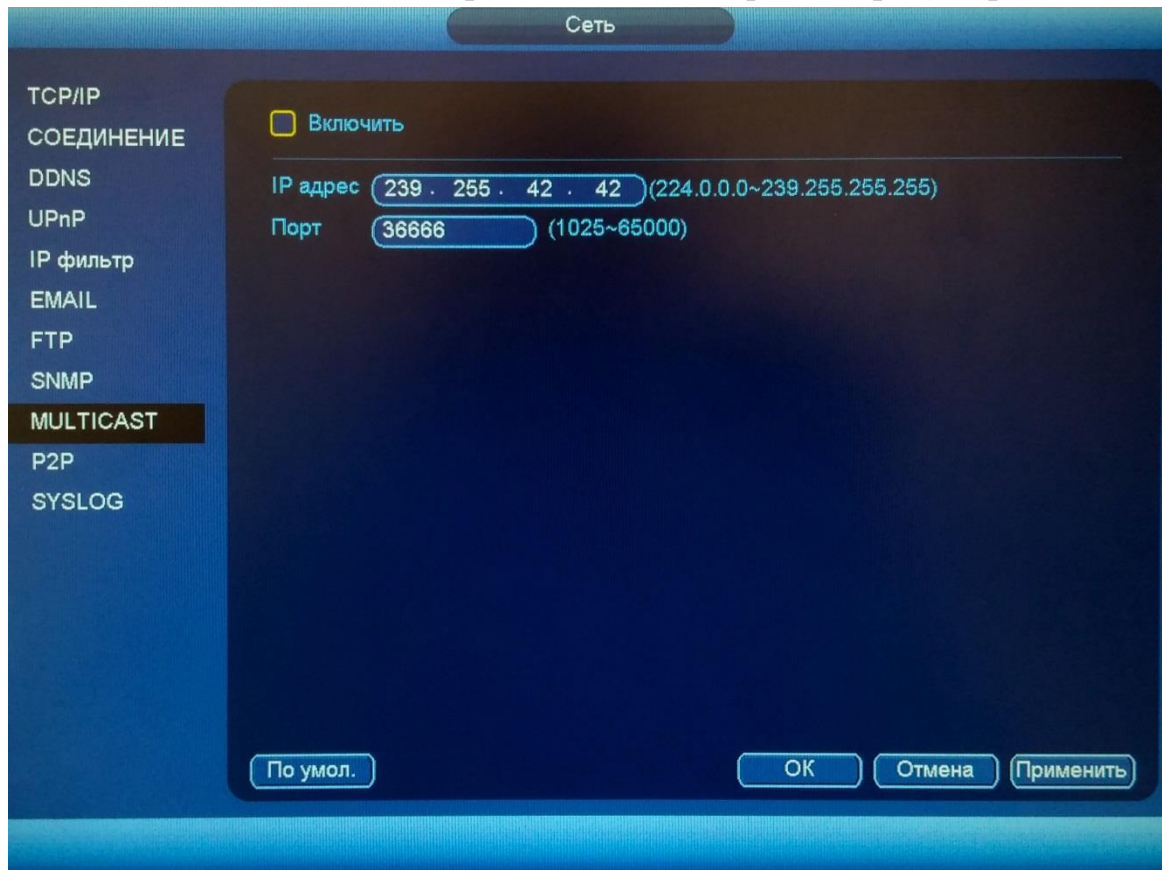 Сеть
TCP/IP
СОЕДИНЕНИЕ
DDNS
UPnP
IP фильтр
EMAIL
FTP
SNMP
MULTICAST
P2P
SYSLOG
Включить
IP адрес 239 . 255 . 42 . 42 (224.0.0.0~239.255.255.255)
Порт 36666 (1025~65000)
По умол. OK Отмена Применить